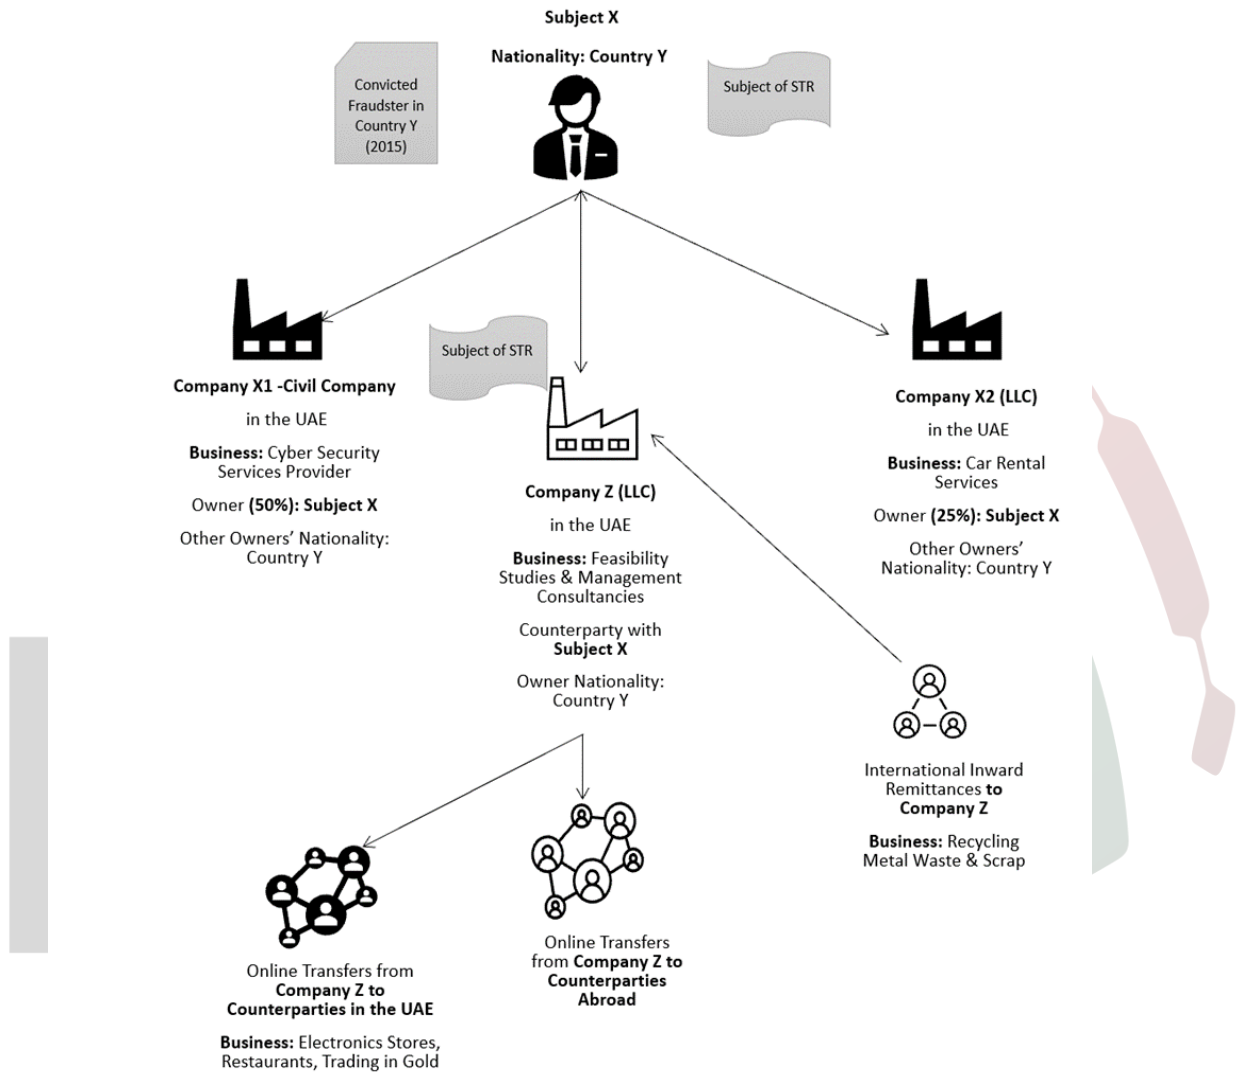 Subject X
Nationality: Country Y
Convicted
Fraudster in
Country Y
(2015)
Subject of STR
Subject of STR
Company X1 -Civil Company
in the UAE
Business: Cyber Security
Services Provider
Owner (50%): Subject X
Other Owners’ Nationality:
Country Y
Company Z (LLC)
in the UAE
Business: Feasibility
Studies & Management
Consultancies
Counterparty with
Subject X
Owner Nationality:
Country Y
Company X2 (LLC)
in the UAE
Business: Car Rental
Services
Owner (25%): Subject X
Other Owners’
Nationality: Country Y
International Inward
Remittances to
Company Z
Business: Recycling
Metal Waste & Scrap
Online Transfers from
Company Z to
Counterparties in the UAE
Business: Electronics Stores,
Restaurants, Trading in Gold
Online Transfers
from Company Z to
Counterparties
Abroad